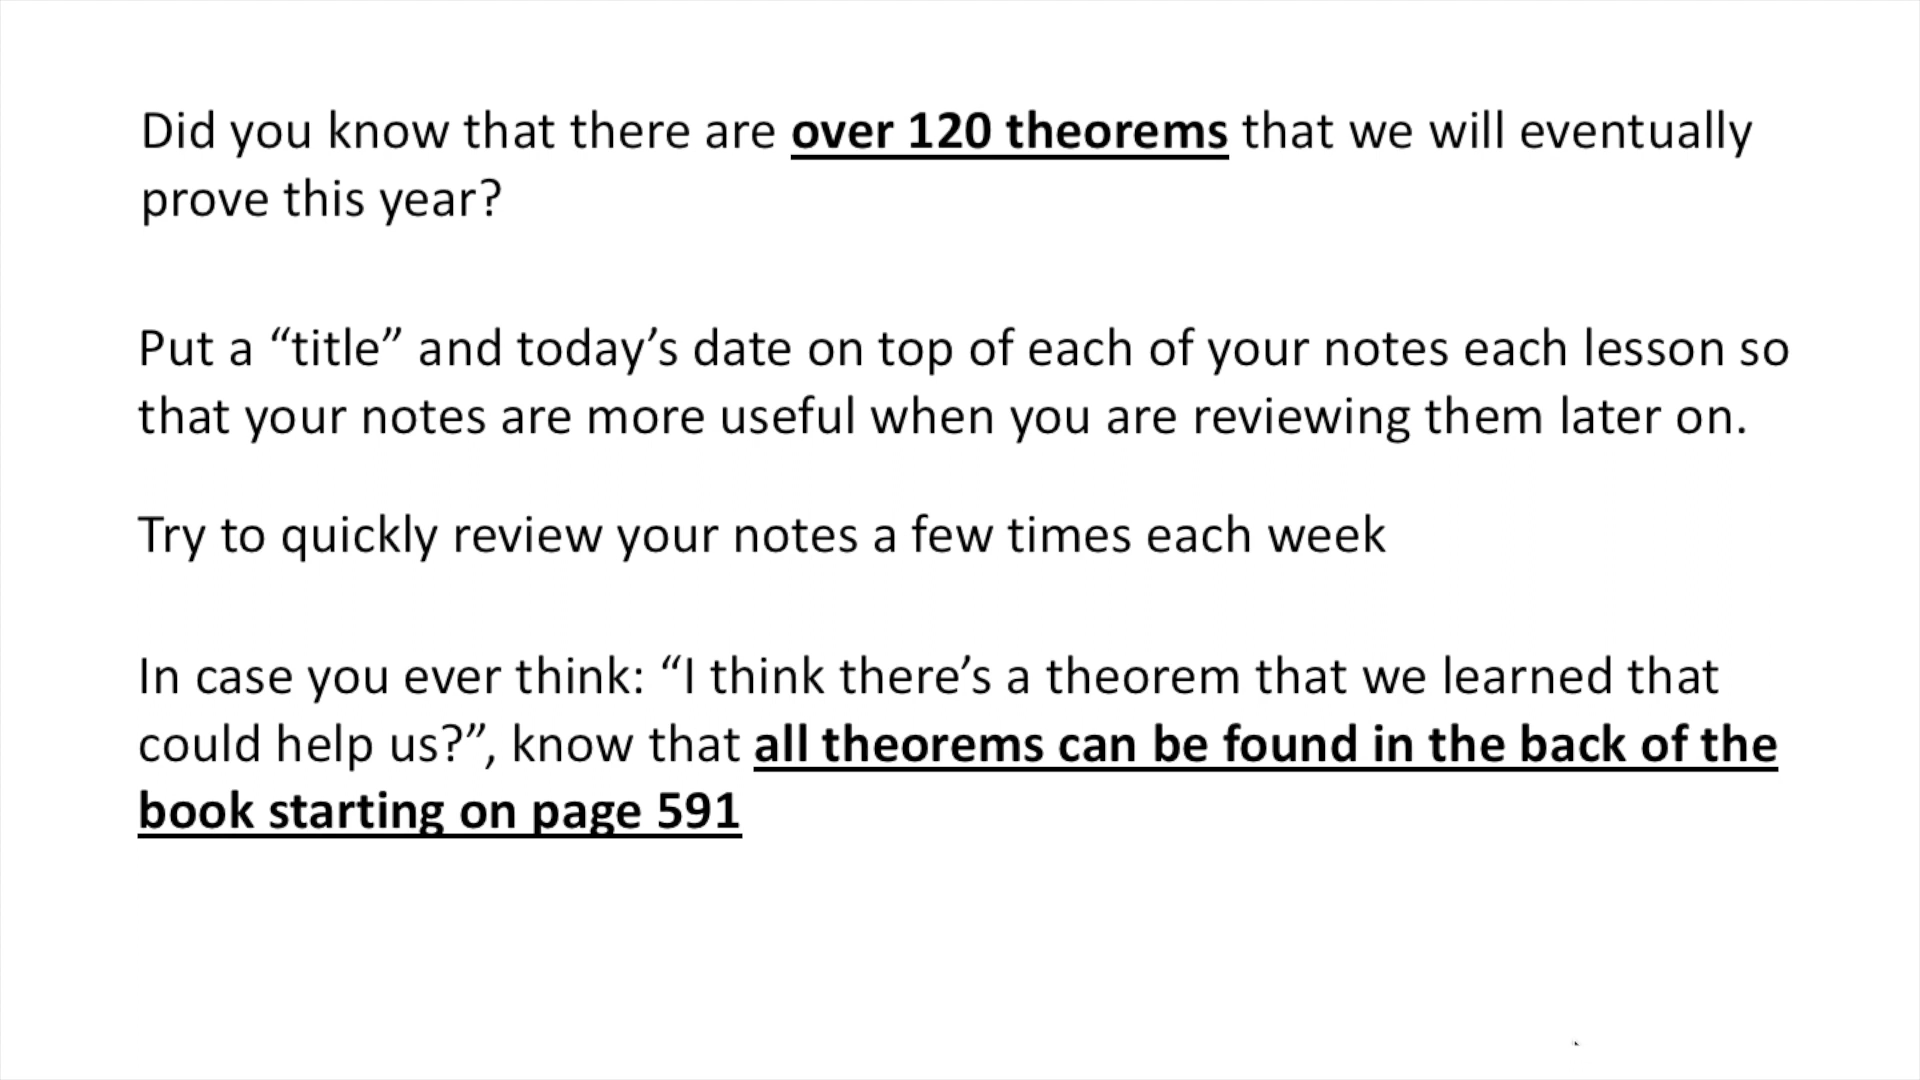 Did you know that there are over 120 theorems that we will eventually
prove this year?
Put a “title” and today’s date on top of each of your notes each lesson so
that your notes are more useful when you are reviewing them later on.
Try to quickly review your notes a few times each week
In case you ever think: “I think there’s a theorem that we learned that
could help us?”, know that all theorems can be found in the back of the
book starting on page 591